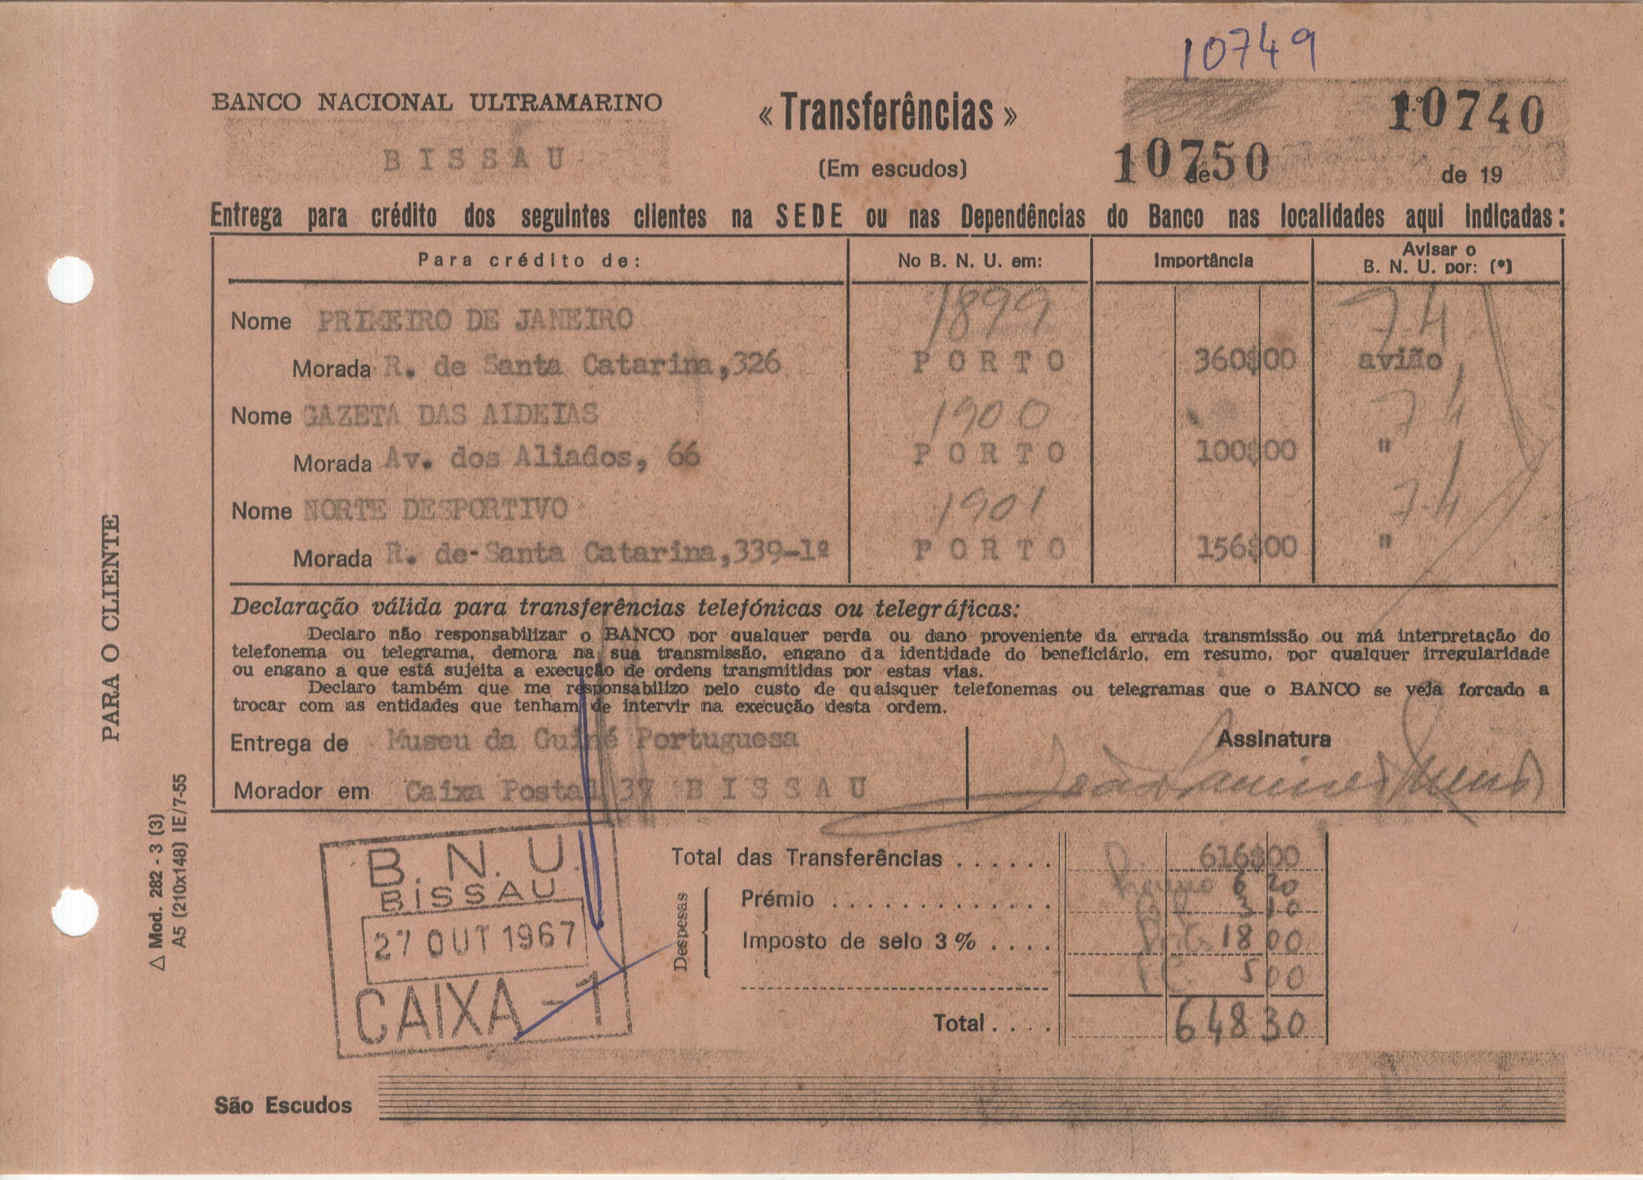 10749
BANCO NACIONAL ULTRAMARINO
«Transferências»
10740
BISSAU
(Em escudos)
10750
de 19
Entrega para crédito dos seguintes clientes na SEDE ou nas Dependências do Banco nas localidades aqui indicadas:
Para crédito de: No B. N. U. em: Importância Avisar o B. N. U. por: (*)
1899 74
Nome PRIMEIRO DE JANEIRO
Morada R. de Santa Catarina,326 PORTO 360$00 avião
Nome GAZETA DAS ALDEIAS 1900 74
Morada Av. dos Aliados, 66 PORTO 100$00 "
Nome NORTE DESPORTIVO 1901 74
Morada R. de Santa Catarina,339-1º PORTO 156$00 "
Declaração válida para transferências telefónicas ou telegráficas:
Declaro não responsabilizar o BANCO por qualquer perda ou dano proveniente da errada transmissão ou má interpretação do
telefonema ou telegrama, demora na sua transmissão, engano da identidade do beneficiário, em resumo, por qualquer irregularidade
ou engano a que está sujeita a execução de ordens transmitidas por estas vias.
Declaro também que me responsabilizo pelo custo de quaisquer telefonemas ou telegramas que o BANCO se veja forçado a
trocar com as entidades que tenham de intervir na execução desta ordem.
Entrega de Museu da Guiné Portuguesa
Assinatura
Morador em Caixa Postal 37 BISSAU
B. N. U.
BISSAU
27 OUT 1967
CAIXA - 1
Total das Transferências . . . . . . 616$00
Despesas
Prémio . . . . . . . . . . . . . 6 20
3 10
Imposto de selo 3% . . . . 18 00
5 00
Total . . . . 648 30
São Escudos
PARA O CLIENTE
△ Mod. 282 - 3 (3)
A5 (210x148) IE/7-55